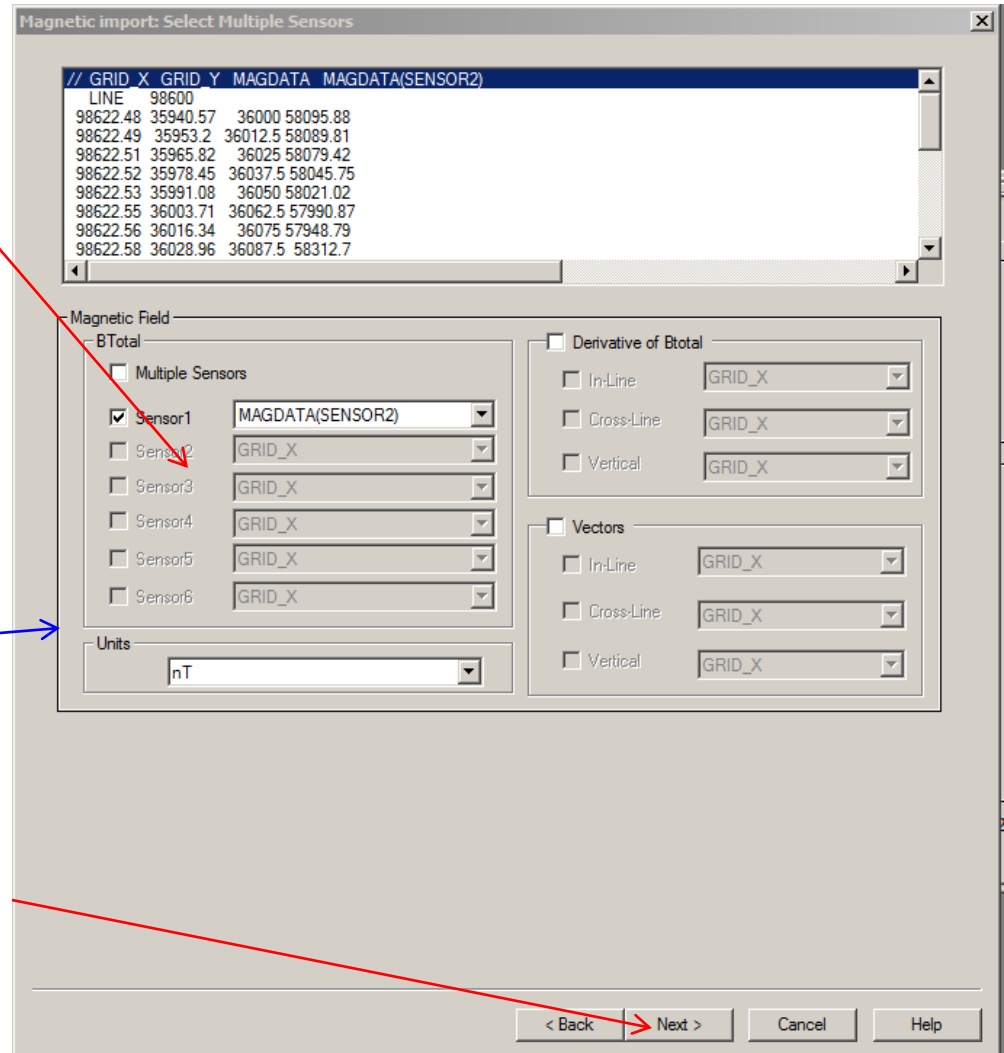 Magnetic import: Select Multiple Sensors
// GRID_X GRID_Y MAGDATA MAGDATA(SENSOR2)
LINE 98600
98622.48 35940.57 36000 58095.88
98622.49 35953.2 36012.5 58089.81
98622.51 35965.82 36025 58079.42
98622.52 35978.45 36037.5 58045.75
98622.53 35991.08 36050 58021.02
98622.55 36003.71 36062.5 57990.87
98622.56 36016.34 36075 57948.79
98622.58 36028.96 36087.5 58312.7
Magnetic Field
BTotal
Multiple Sensors
Sensor1 MAGDATA(SENSOR2)
Sensor2 GRID_X
Sensor3 GRID_X
Sensor4 GRID_X
Sensor5 GRID_X
Sensor6 GRID_X
Units
nT
Derivative of Btotal
In-Line GRID_X
Cross-Line GRID_X
Vertical GRID_X
Vectors
In-Line GRID_X
Cross-Line GRID_X
Vertical GRID_X
< Back Next > Cancel Help